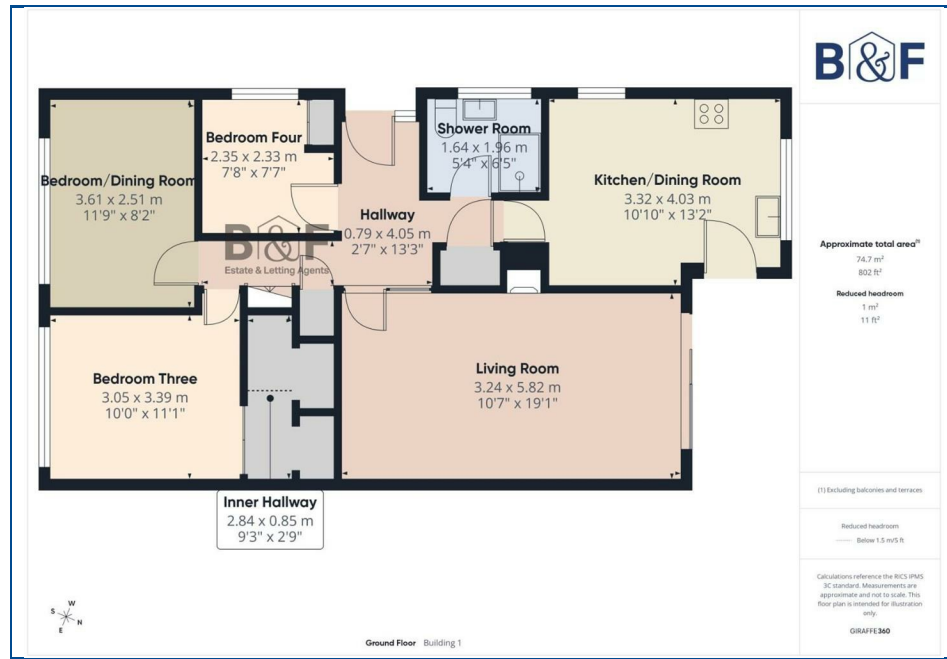 B&F
Bedroom/Dining Room
3.61 x 2.51 m
11'9" x 8'2"
Bedroom Four
2.35 x 2.33 m
7'8" x 7'7"
Shower Room
1.64 x 1.96 m
5'4" x 6'5"
Kitchen/Dining Room
3.32 x 4.03 m
10'10" x 13'2"
Hallway
0.79 x 4.05 m
2'7" x 13'3"
B&F
Estate & Letting Agents
Bedroom Three
3.05 x 3.39 m
10'0" x 11'1"
Living Room
3.24 x 5.82 m
10'7" x 19'1"
Inner Hallway
2.84 x 0.85 m
9'3" x 2'9"
S W
E N
Ground Floor Building 1
Approximate total area(1)
74.7 m²
802 ft²
Reduced headroom
1 m²
11 ft²
(1) Excluding balconies and terraces
Reduced headroom
Below 1.5 m/5 ft
Calculations reference the RICS IPMS
3C standard. Measurements are
approximate and not to scale. This
floor plan is intended for illustration
only.
GIRAFFE360